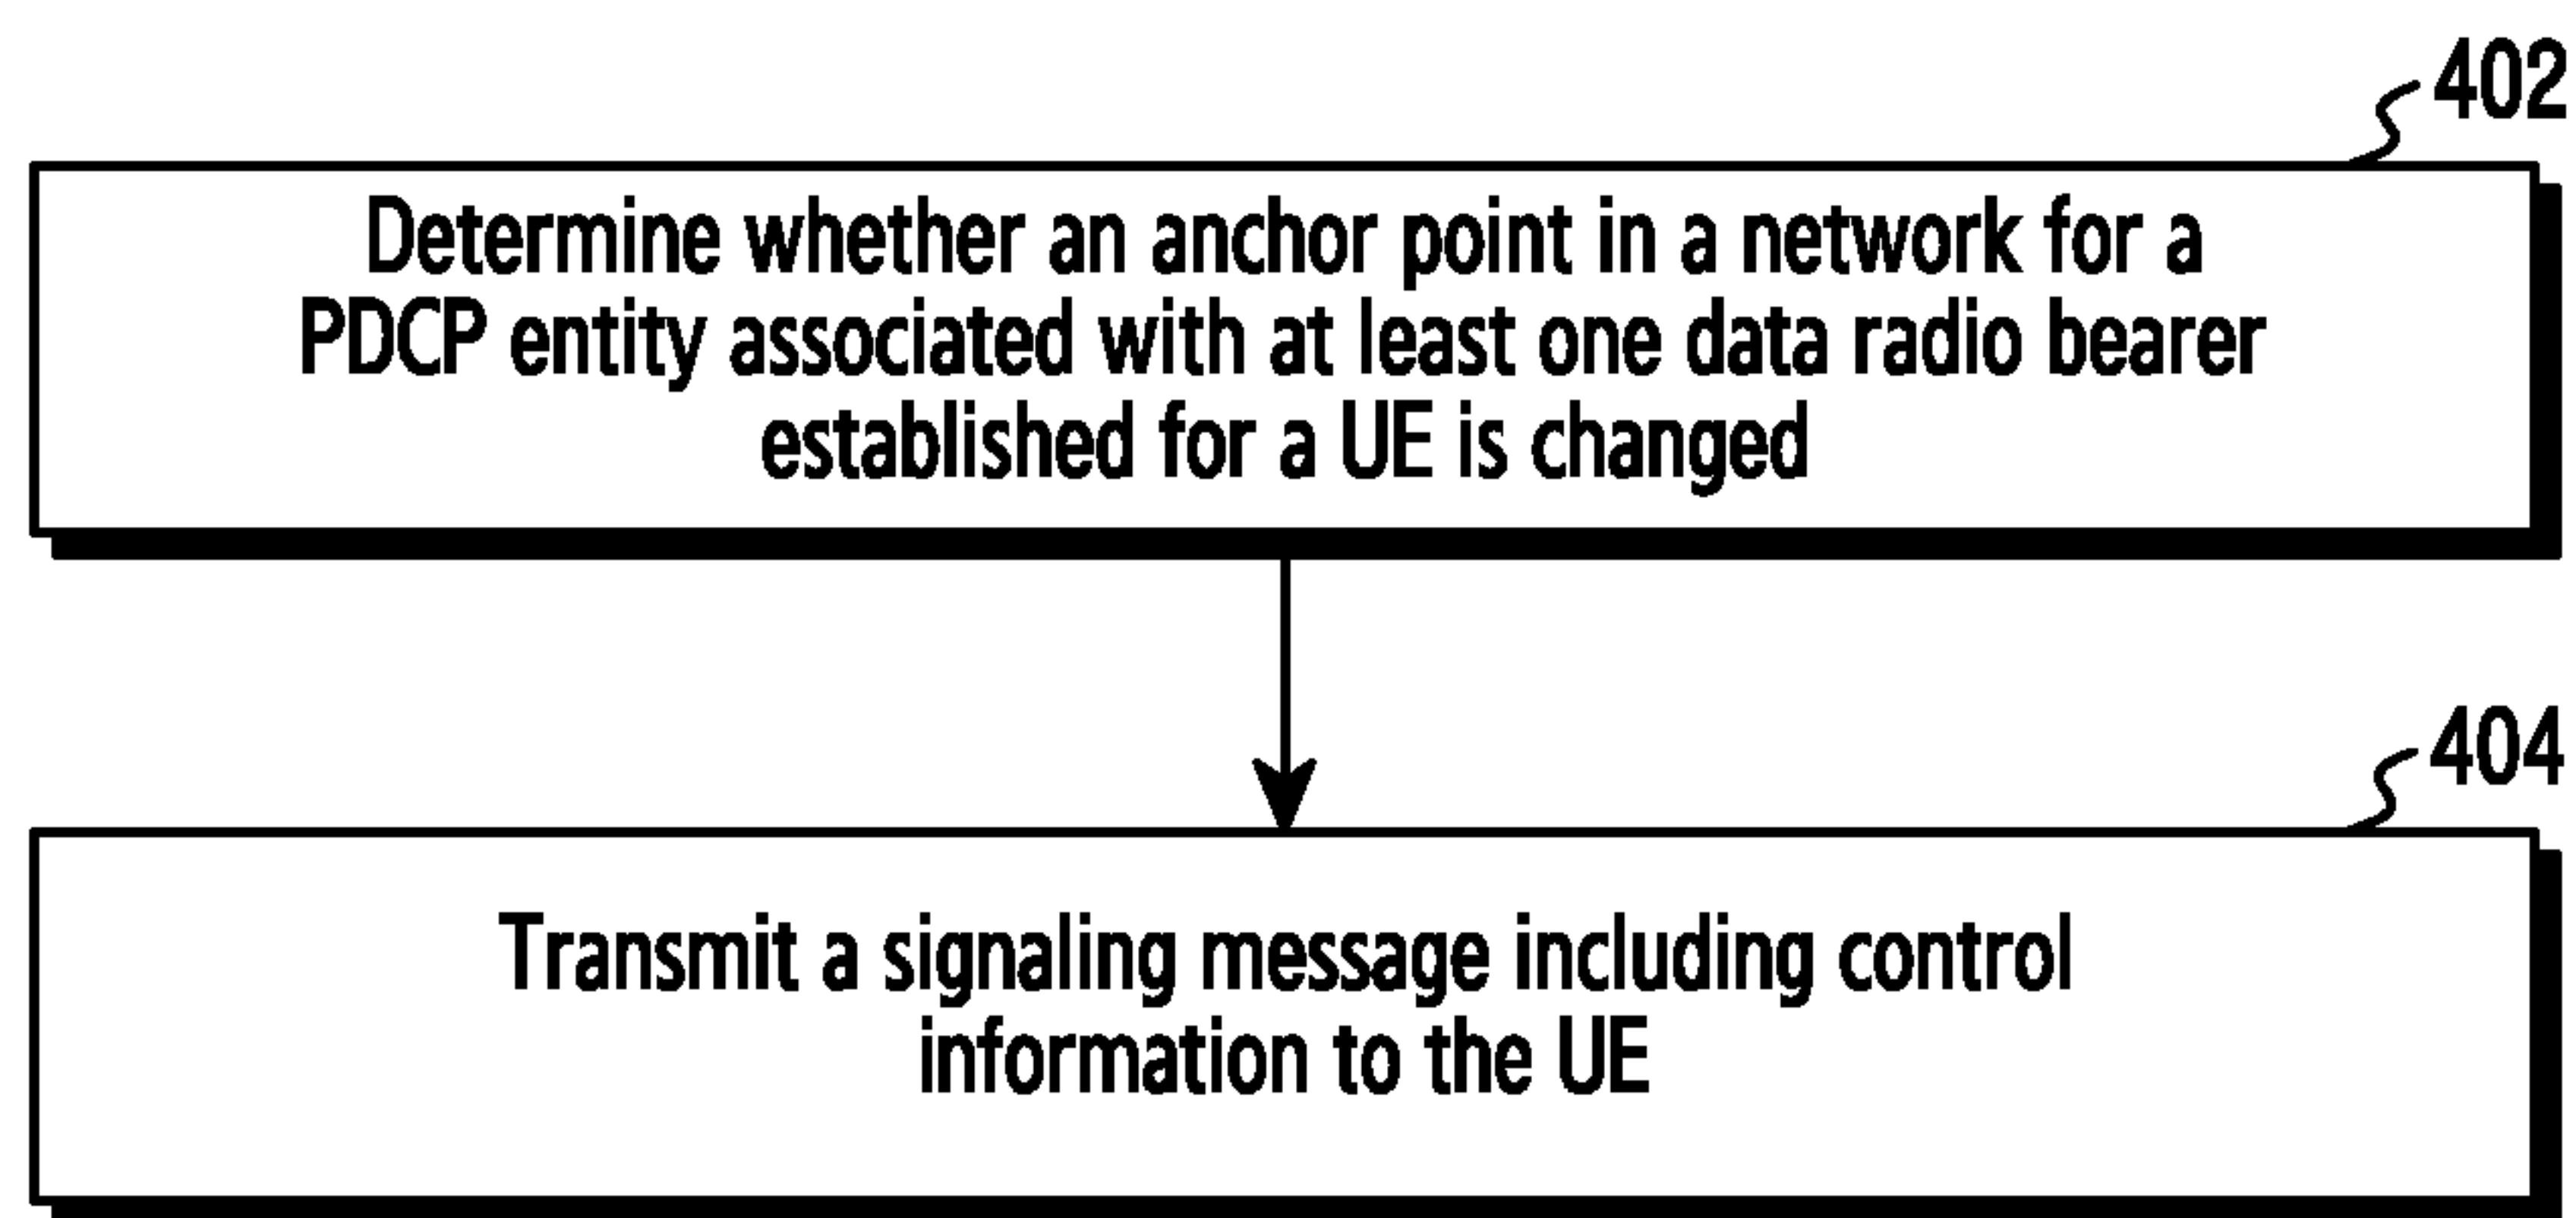 402
Determine whether an anchor point in a network for a
PDCP entity associated with at least one data radio bearer
established for a UE is changed
404
Transmit a signaling message including control
information to the UE